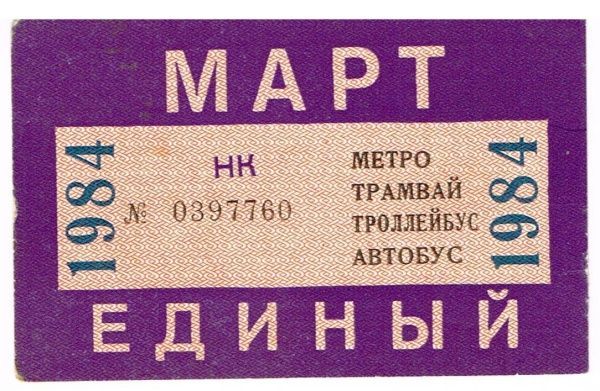 МАРТ
1984
НК
№ 0397760
МЕТРО
ТРАМВАЙ
ТРОЛЛЕЙБУС
АВТОБУС
1984
ЕДИНЫЙ